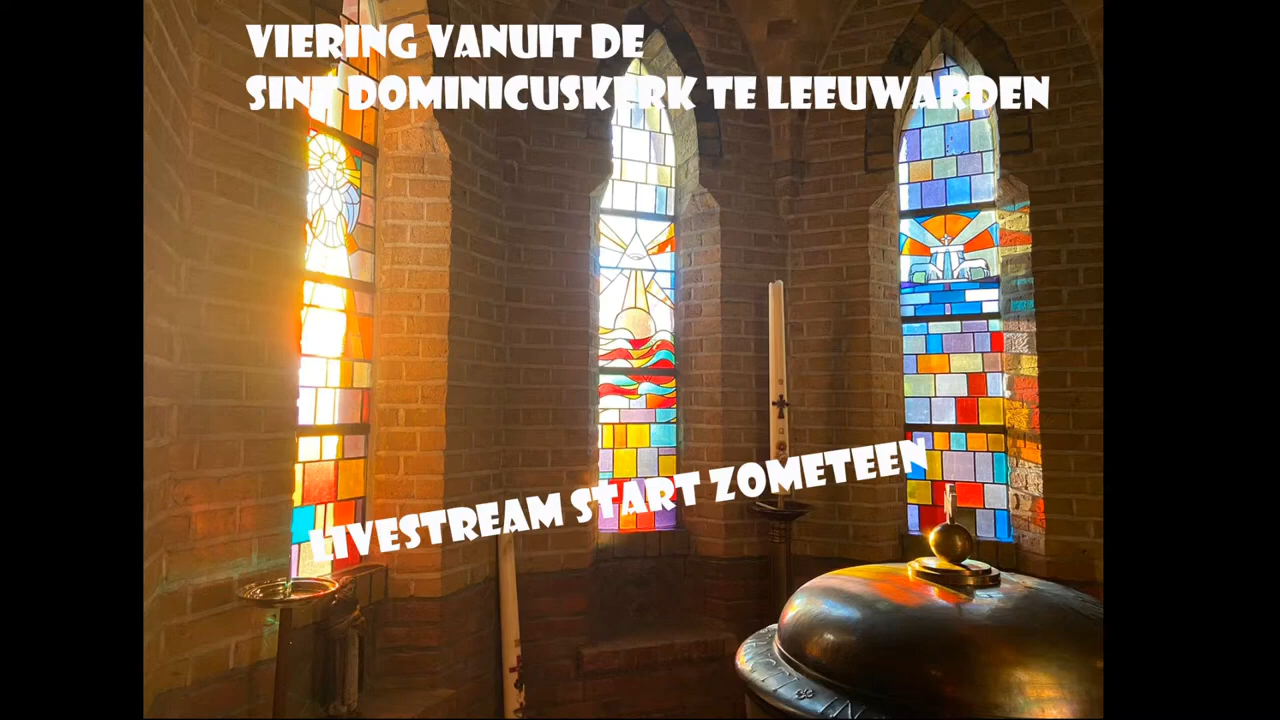 VIERING VANUIT DE
SINT DOMINICUSKERK TE LEEUWARDEN
LIVESTREAM START ZOMETEEN